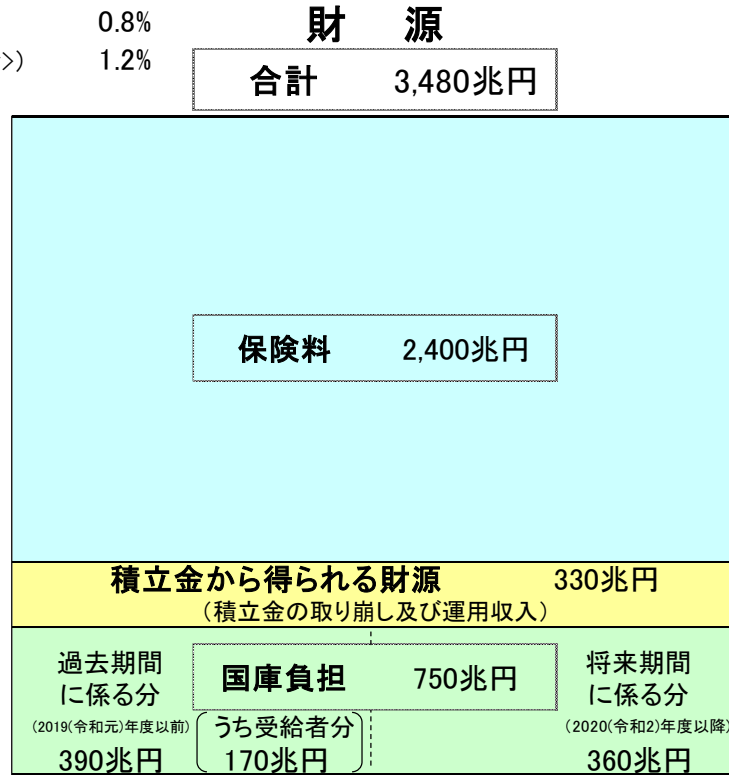 0.8%
財 源
>) 1.2%
合計 3,480兆円
保険料 2,400兆円
積立金から得られる財源 330兆円
(積立金の取り崩し及び運用収入)
過去期間
に係る分
(2019(令和元)年度以前)
390兆円
国庫負担 750兆円
うち受給者分
170兆円
将来期間
に係る分
(2020(令和2)年度以降)
360兆円